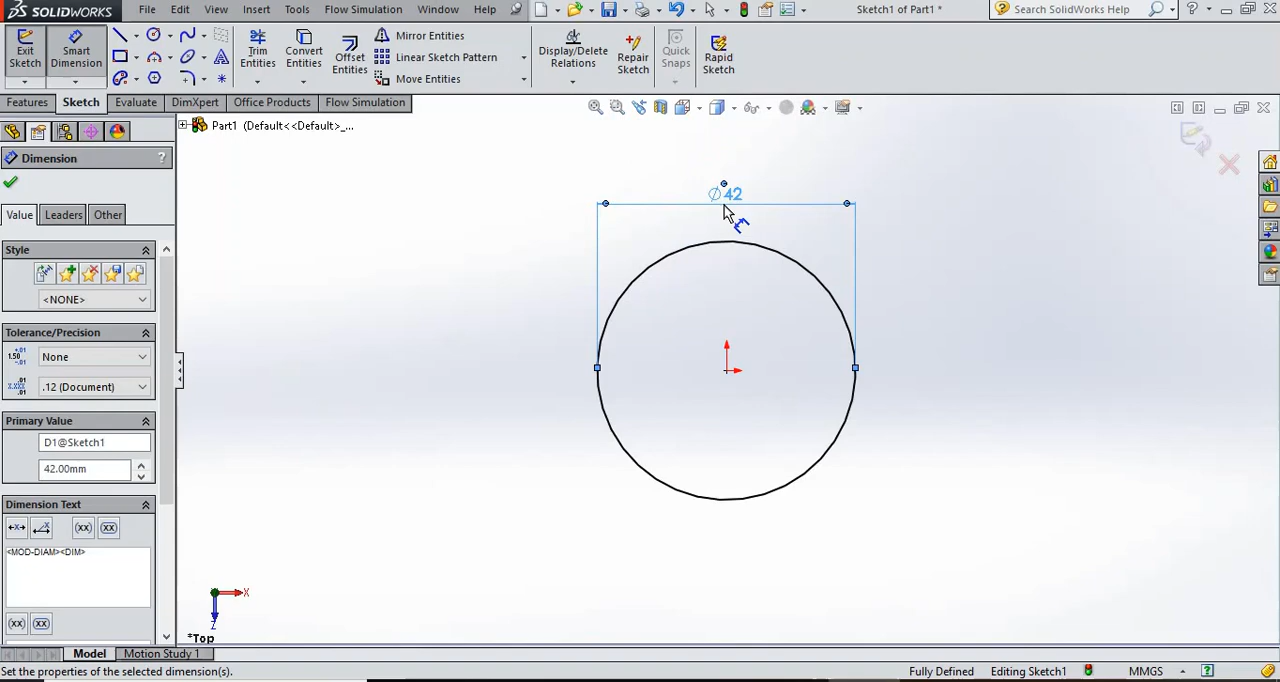 SOLIDWORKS File Edit View Insert Tools Flow Simulation Window Help Sketch1 of Part1 * Search SolidWorks Help
Exit Sketch
Smart Dimension
Trim Entities
Convert Entities
Offset Entities
Mirror Entities
Linear Sketch Pattern
Move Entities
Display/Delete Relations
Repair Sketch
Quick Snaps
Rapid Sketch
Features Sketch Evaluate DimXpert Office Products Flow Simulation
Part1 (Default<<Default>_...
Dimension ?
Value Leaders Other
Style
<NONE>
Tolerance/Precision
None
.12 (Document)
Primary Value
D1@Sketch1
42.00mm
Dimension Text
(xx) (xx)
<MOD-DIAM><DIM>
(xx) (xx)
∅42
X
Z
*Top
Model Motion Study 1
Set the properties of the selected dimension(s). Fully Defined Editing Sketch1 MMGS ?